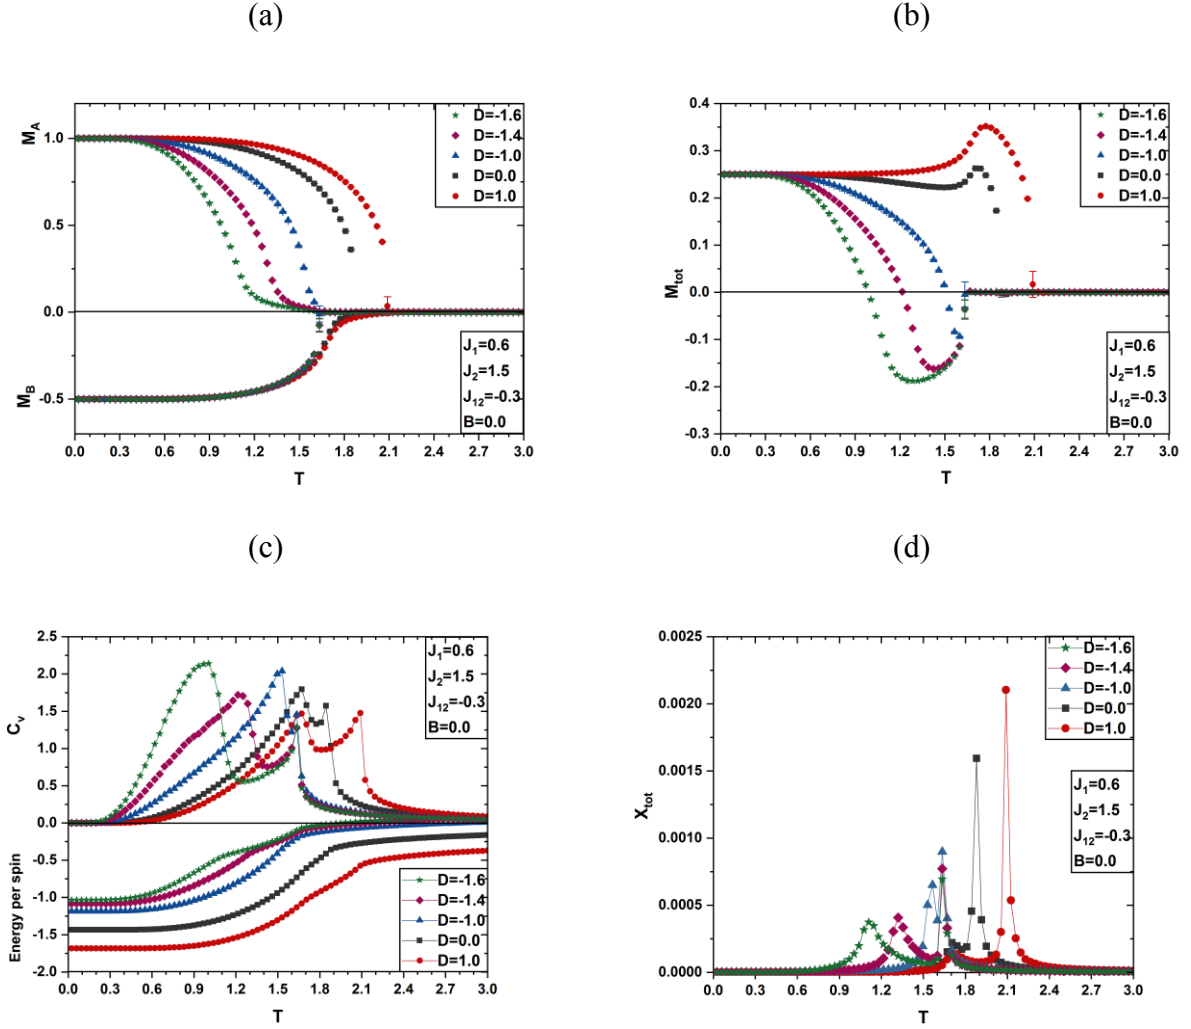 (a)
M_A
M_B
1.0
0.5
0.0
-0.5
0.0 0.3 0.6 0.9 1.2 1.5 1.8 2.1 2.4 2.7 3.0
T
D=-1.6
D=-1.4
D=-1.0
D=0.0
D=1.0
J_1=0.6
J_2=1.5
J_12=-0.3
B=0.0
(b)
M_tot
0.4
0.3
0.2
0.1
0.0
-0.1
-0.2
-0.3
0.0 0.3 0.6 0.9 1.2 1.5 1.8 2.1 2.4 2.7 3.0
T
D=-1.6
D=-1.4
D=-1.0
D=0.0
D=1.0
J_1=0.6
J_2=1.5
J_12=-0.3
B=0.0
(c)
C_v
Energy per spin
2.5
2.0
1.5
1.0
0.5
0.0
-0.5
-1.0
-1.5
-2.0
0.0 0.3 0.6 0.9 1.2 1.5 1.8 2.1 2.4 2.7 3.0
T
J_1=0.6
J_2=1.5
J_12=-0.3
B=0.0
D=-1.6
D=-1.4
D=-1.0
D=0.0
D=1.0
(d)
X_tot
0.0025
0.0020
0.0015
0.0010
0.0005
0.0000
0.0 0.3 0.6 0.9 1.2 1.5 1.8 2.1 2.4 2.7 3.0
T
D=-1.6
D=-1.4
D=-1.0
D=0.0
D=1.0
J_1=0.6
J_2=1.5
J_12=-0.3
B=0.0